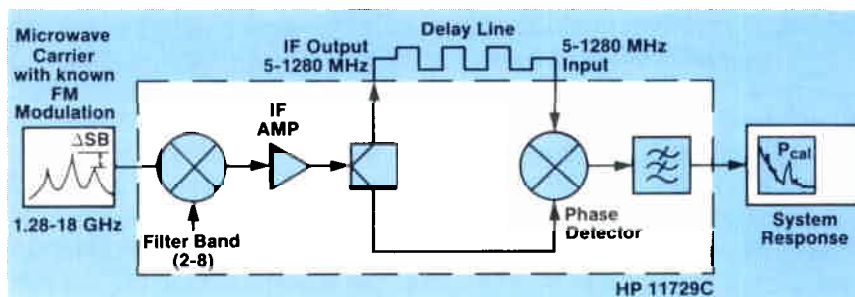 Microwave
Carrier
with known
FM
Modulation
ΔSB
1.28-18 GHz
IF Output
5-1280 MHz
Delay Line
5-1280 MHz
Input
IF
AMP
Filter Band
(2-8)
Phase
Detector
Pcal
System
Response
HP 11729C